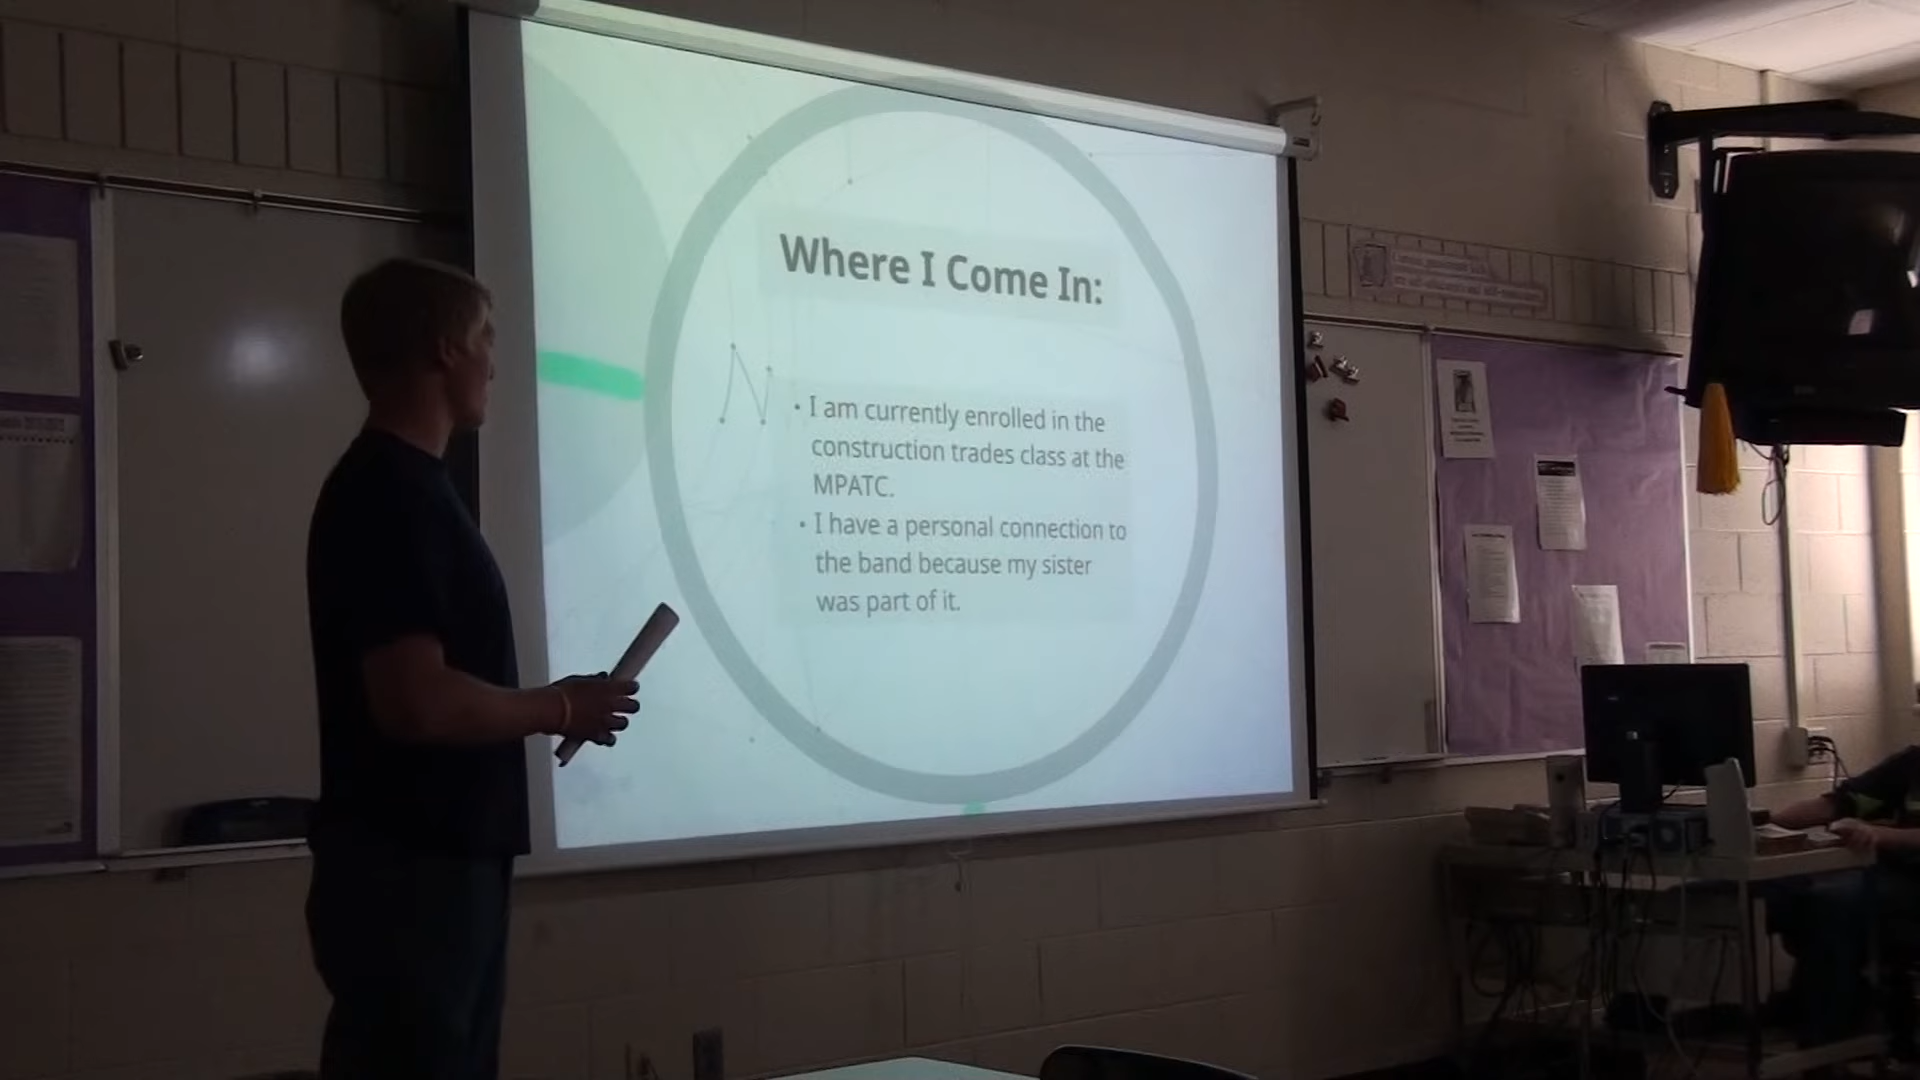 Where I Come In:
• I am currently enrolled in the
construction trades class at the
MPATC.
• I have a personal connection to
the band because my sister
was part of it.